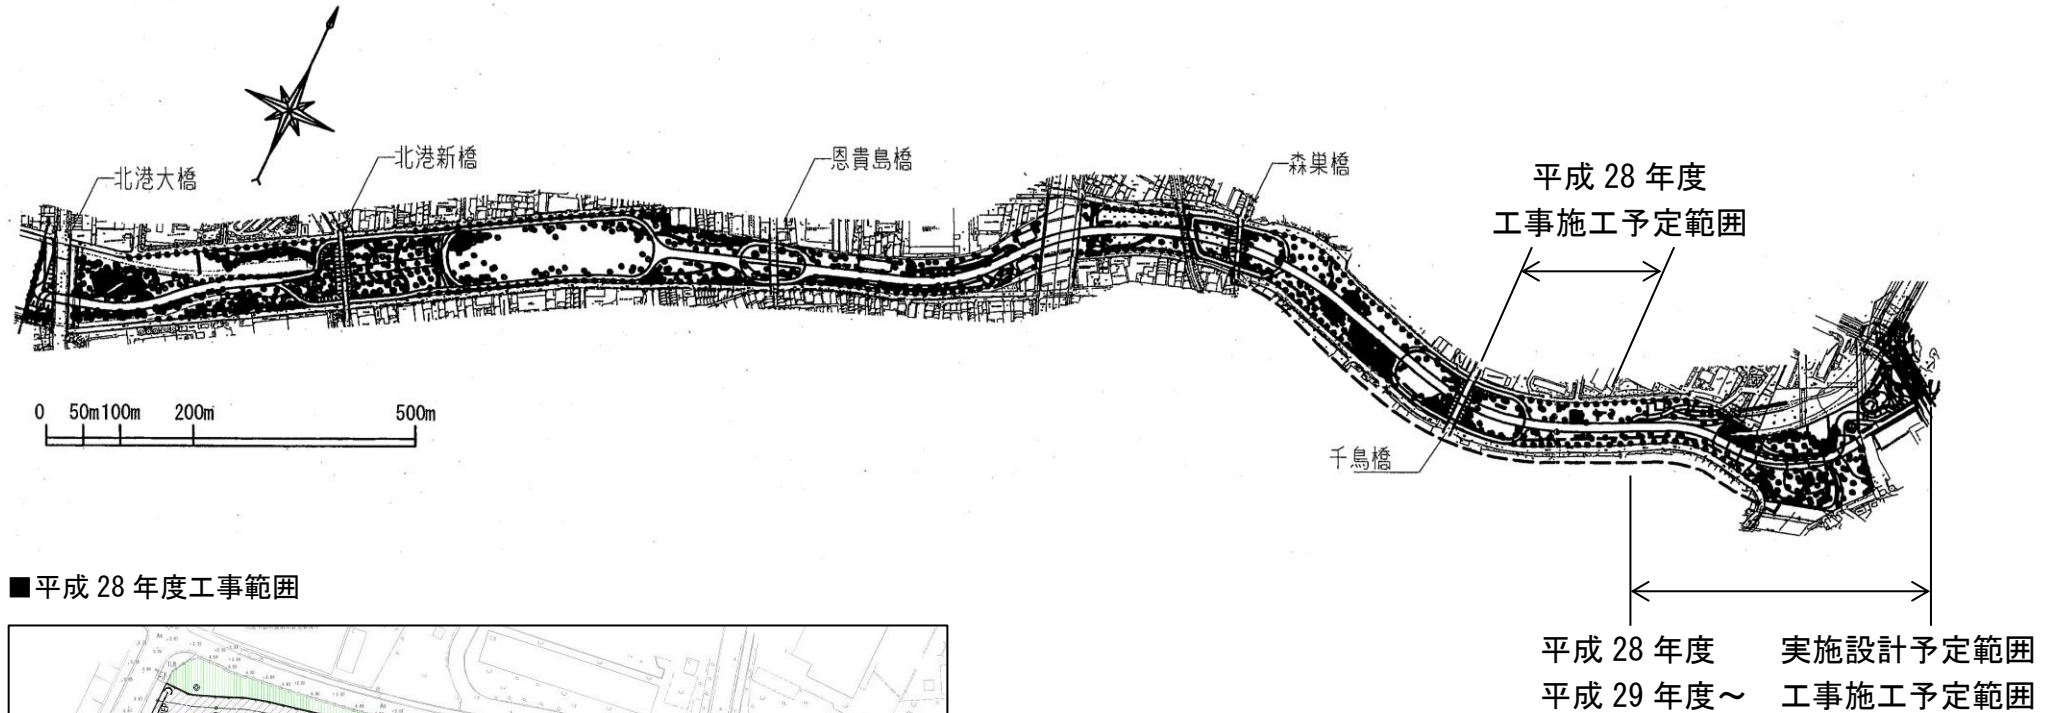 北港大橋
北港新橋
恩貴島橋
森巣橋
平成 28 年度
工事施工予定範囲
0 50m 100m 200m 500m
千鳥橋
■平成 28 年度工事範囲
平成 28 年度 実施設計予定範囲
平成 29 年度~ 工事施工予定範囲